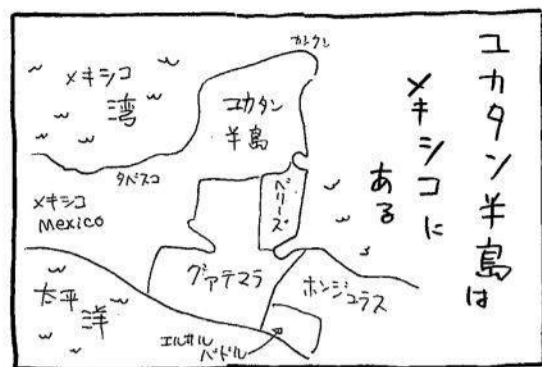 ユカタン半島は
メキシコに
ある
カンクン
メキシコ
湾
ユカタン
半島
タバスコ
ベリーズ
メキシコ
Mexico
グァテマラ
ホンジュラス
太平
洋
エルサル
バドル